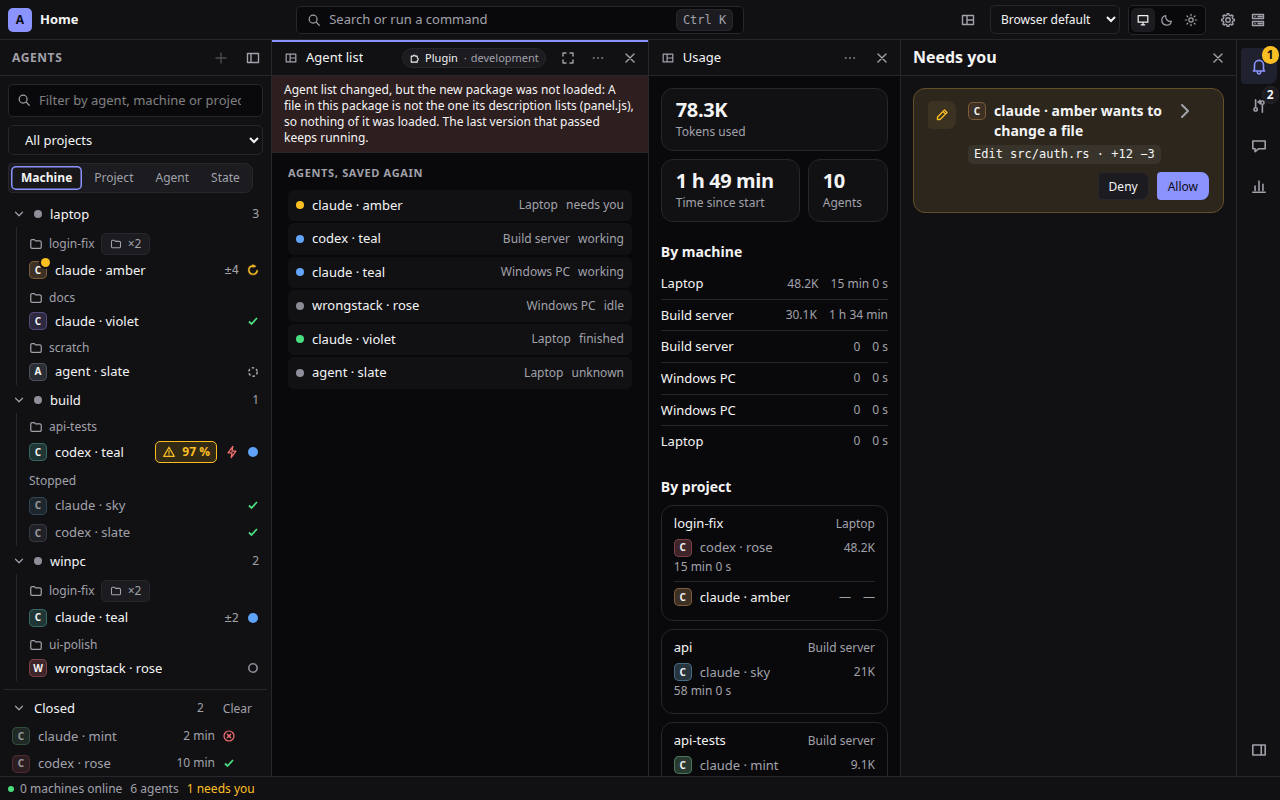 A Home
Search or run a command Ctrl K
Browser default
AGENTS
Filter by agent, machine or projec
All projects
Machine Project Agent State
laptop 3
login-fix ×2
C claude · amber ±4
docs
C claude · violet
scratch
A agent · slate
build 1
api-tests
C codex · teal 97 %
Stopped
C claude · sky
C codex · slate
winpc 2
login-fix ×2
C claude · teal ±2
ui-polish
W wrongstack · rose
Closed 2 Clear
C claude · mint 2 min
C codex · rose 10 min
Agent list Plugin · development
Agent list changed, but the new package was not loaded: A
file in this package is not the one its description lists (panel.js),
so nothing of it was loaded. The last version that passed
keeps running.
AGENTS, SAVED AGAIN
claude · amber Laptop needs you
codex · teal Build server working
claude · teal Windows PC working
wrongstack · rose Windows PC idle
claude · violet Laptop finished
agent · slate Laptop unknown
Usage
78.3K
Tokens used
1 h 49 min
Time since start
10
Agents
By machine
Laptop 48.2K 15 min 0 s
Build server 30.1K 1 h 34 min
Build server 0 0 s
Windows PC 0 0 s
Windows PC 0 0 s
Laptop 0 0 s
By project
login-fix Laptop
C codex · rose 48.2K
15 min 0 s
C claude · amber — —
api Build server
C claude · sky 21K
58 min 0 s
api-tests Build server
C claude · mint 9.1K
Needs you
C claude · amber wants to
change a file
Edit src/auth.rs · +12 −3
Deny Allow
1
2
0 machines online 6 agents 1 needs you